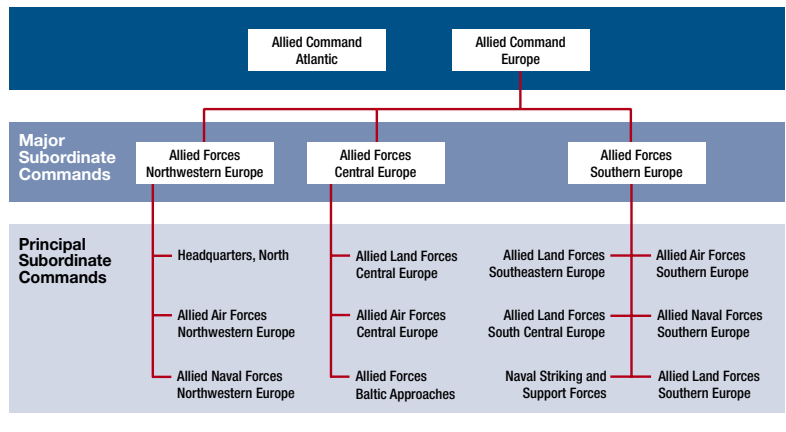 Allied Command
Atlantic
Allied Command
Europe
Major
Subordinate
Commands
Allied Forces
Northwestern Europe
Allied Forces
Central Europe
Allied Forces
Southern Europe
Principal
Subordinate
Commands
Headquarters, North
Allied Air Forces
Northwestern Europe
Allied Naval Forces
Northwestern Europe
Allied Land Forces
Central Europe
Allied Air Forces
Central Europe
Allied Forces
Baltic Approaches
Allied Land Forces
Southeastern Europe
Allied Land Forces
South Central Europe
Naval Striking and
Support Forces
Allied Air Forces
Southern Europe
Allied Naval Forces
Southern Europe
Allied Land Forces
Southern Europe